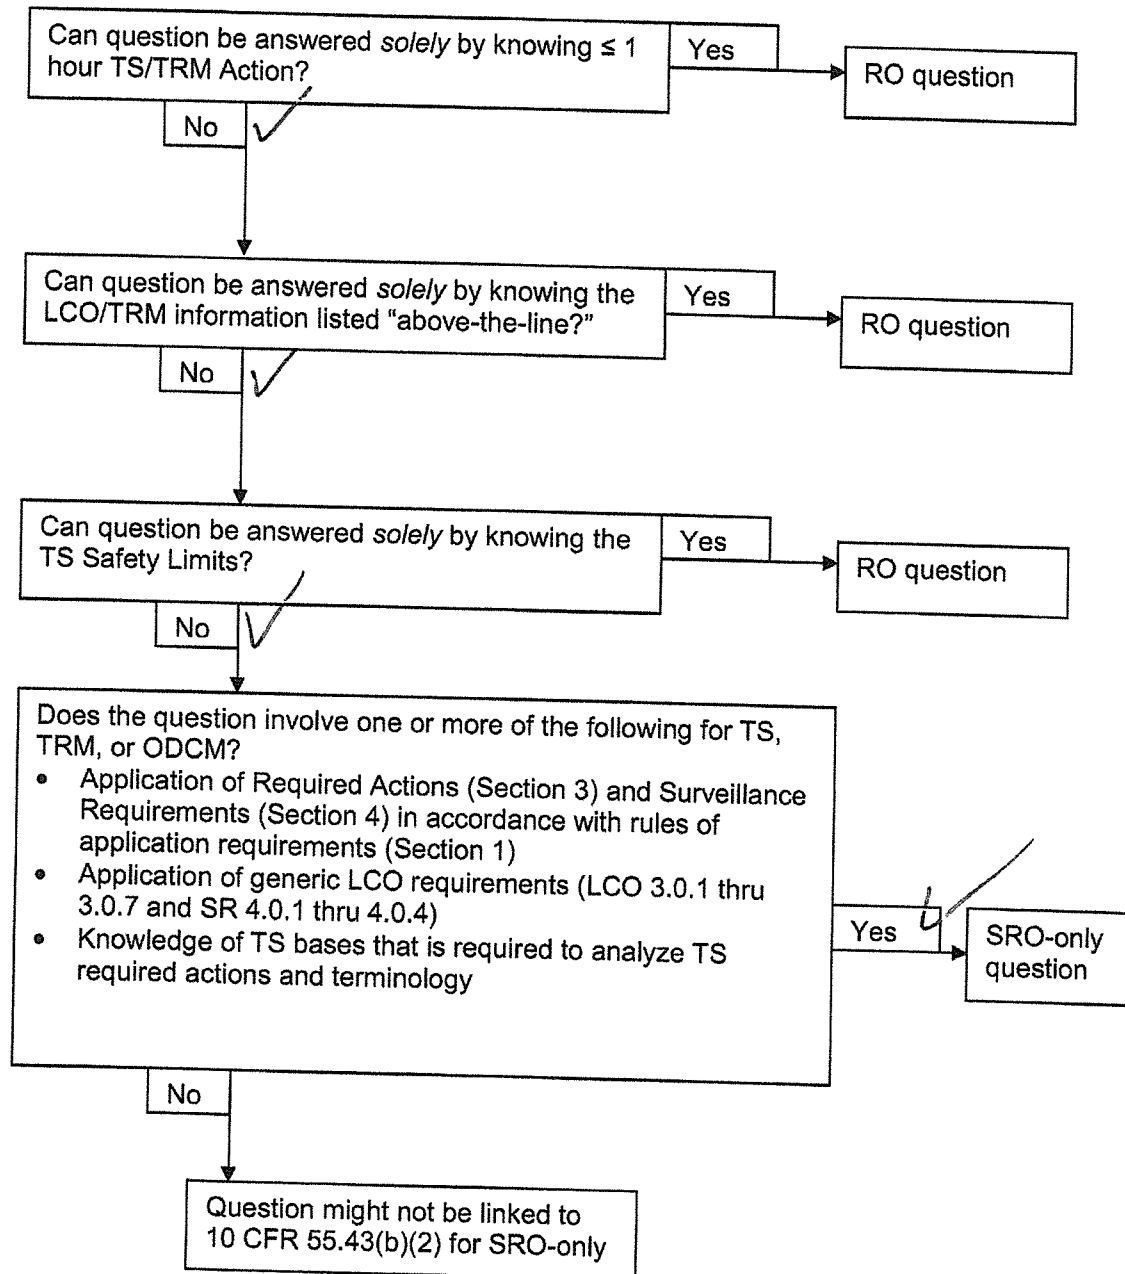 Can question be answered solely by knowing ≤ 1
hour TS/TRM Action?
Yes
RO question
No
Can question be answered solely by knowing the
LCO/TRM information listed "above-the-line?"
Yes
RO question
No
Can question be answered solely by knowing the
TS Safety Limits?
Yes
RO question
No
Does the question involve one or more of the following for TS,
TRM, or ODCM?
• Application of Required Actions (Section 3) and Surveillance
Requirements (Section 4) in accordance with rules of
application requirements (Section 1)
• Application of generic LCO requirements (LCO 3.0.1 thru
3.0.7 and SR 4.0.1 thru 4.0.4)
• Knowledge of TS bases that is required to analyze TS
required actions and terminology
Yes
SRO-only
question
No
Question might not be linked to
10 CFR 55.43(b)(2) for SRO-only